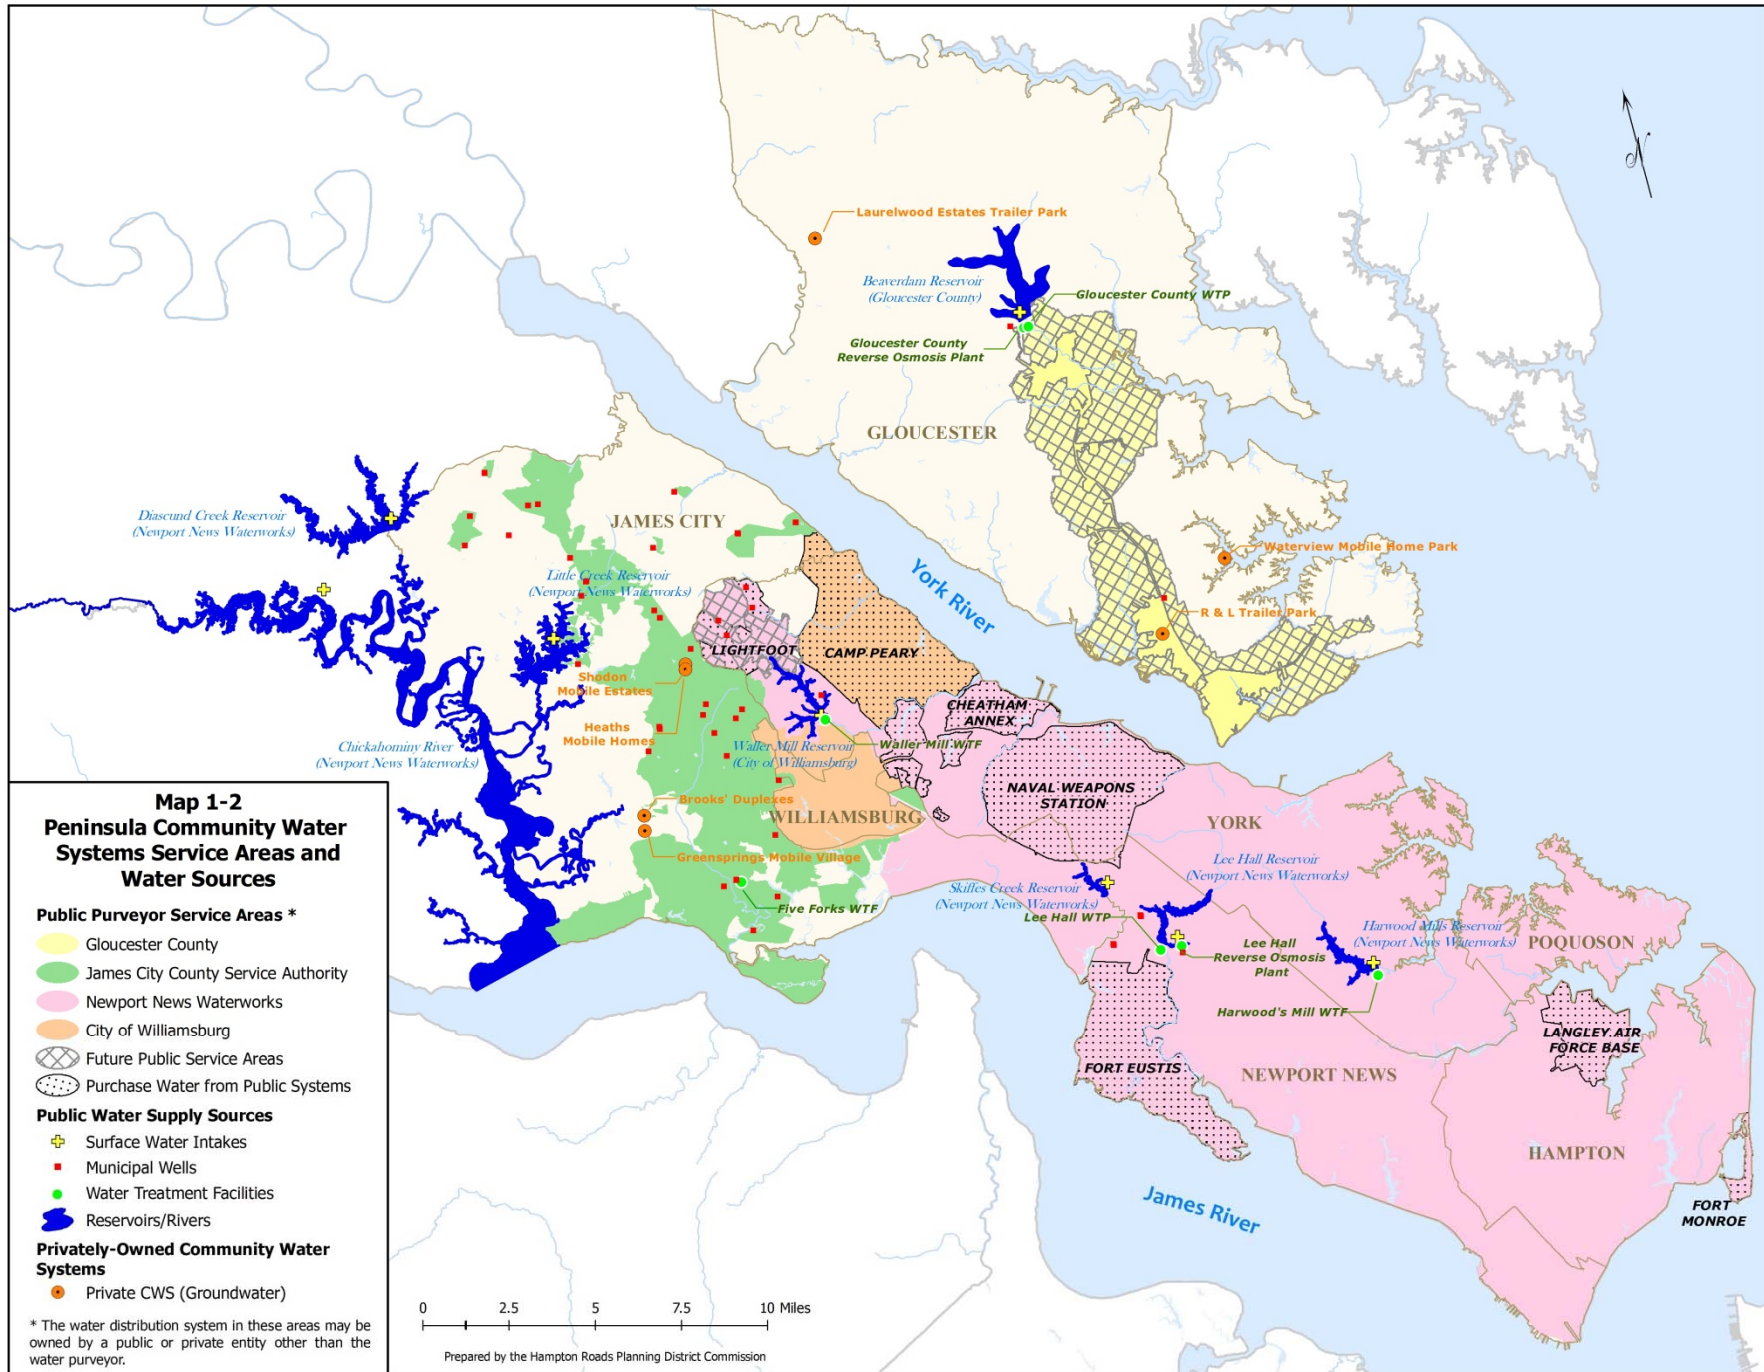 Laurelwood Estates Trailer Park
Beaverdam Reservoir
(Gloucester County)
Gloucester County WTP
Gloucester County
Reverse Osmosis Plant
N
GLOUCESTER
Diascund Creek Reservoir
(Newport News Waterworks)
JAMES CITY
Little Creek Reservoir
(Newport News Waterworks)
York River
Waterview Mobile Home Park
R & L Trailer Park
LIGHTFOOT
CAMP PEARY
Shodon
Mobile Estates
CHEATHAM
ANNEX
Heaths
Mobile Homes
Chickahominy River
(Newport News Waterworks)
Waller Mill Reservoir
(City of Williamsburg)
Waller Mill WTF
NAVAL WEAPONS
STATION
Brooks' Duplexes
WILLIAMSBURG
YORK
Greensprings Mobile Village
Lee Hall Reservoir
(Newport News Waterworks)
Skiffes Creek Reservoir
(Newport News Waterworks)
Five Forks WTF
Lee Hall WTP
Lee Hall
Reverse Osmosis
Plant
Harwood Mills Reservoir
(Newport News Waterworks)
POQUOSON
Harwood's Mill WTF
LANGLEY AIR
FORCE BASE
FORT EUSTIS
NEWPORT NEWS
HAMPTON
James River
FORT
MONROE
Map 1-2
Peninsula Community Water
Systems Service Areas and
Water Sources
Public Purveyor Service Areas *
Gloucester County
James City County Service Authority
Newport News Waterworks
City of Williamsburg
Future Public Service Areas
Purchase Water from Public Systems
Public Water Supply Sources
Surface Water Intakes
Municipal Wells
Water Treatment Facilities
Reservoirs/Rivers
Privately-Owned Community Water
Systems
Private CWS (Groundwater)
* The water distribution system in these areas may be
owned by a public or private entity other than the
water purveyor.
0 2.5 5 7.5 10 Miles
Prepared by the Hampton Roads Planning District Commission